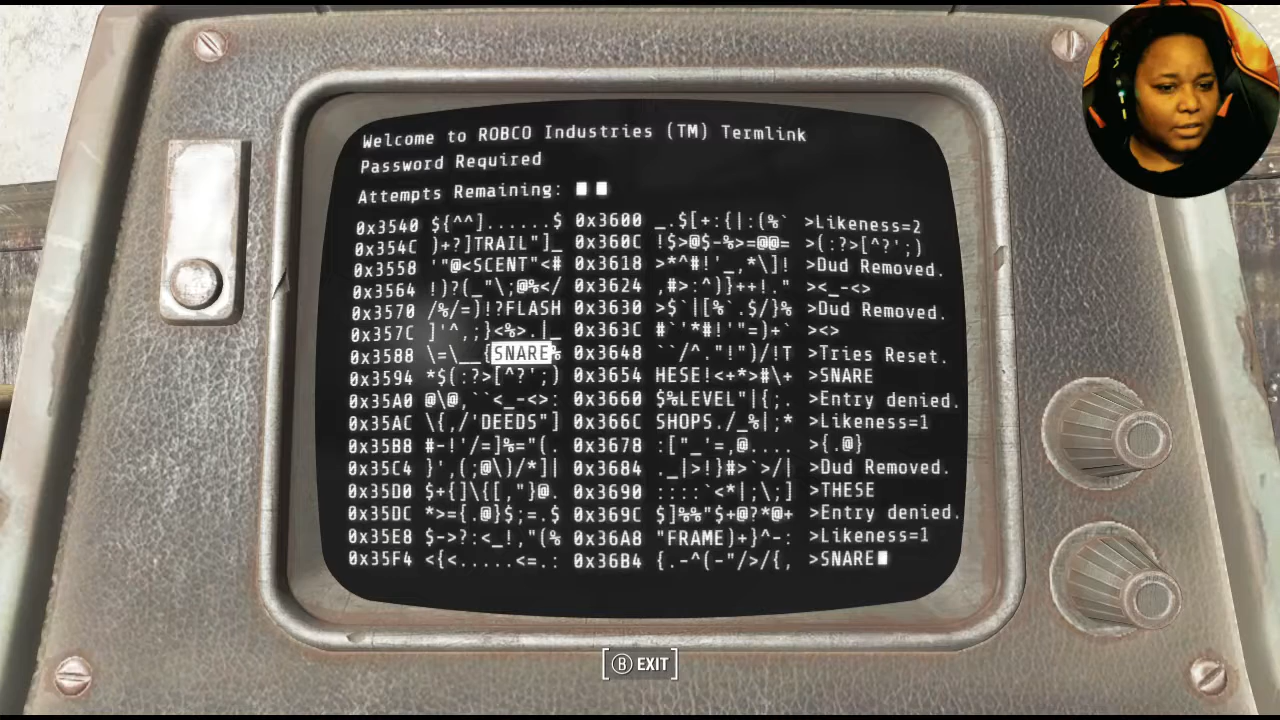 Welcome to ROBCO Industries (TM) Termlink
Password Required
Attempts Remaining: ■ ■
0x3540 ${^^]......$ 0x3600 _.$[+:{|:(%` >Likeness=2
0x354C )+?]TRAIL"]_ 0x360C !$>@$-%>=@@= >(:?>[^?';)
0x3558 '"@<SCENT"<# 0x3618 >*^#!'_,*\]! >Dud Removed.
0x3564 !)?(_"\;@%</ 0x3624 ,#>:^)}++!." ><_-<>
0x3570 /%/=)!?FLASH 0x3630 >$`|[%`.$/}% >Dud Removed.
0x357C ]'^,;}<%>.|_ 0x363C #`'*#!'"=)+` ><>
0x3588 \=\__{SNARE% 0x3648 ``/^."!")/!T >Tries Reset.
0x3594 *$(:?>[^?';) 0x3654 HESE!<+*>#\+ >SNARE
0x35A0 @\@,``<_-<>: 0x3660 $%LEVEL"|{;. >Entry denied.
0x35AC \{,/'DEEDS"] 0x366C SHOPS./_%|;* >Likeness=1
0x35B8 #-!'/=]%="(. 0x3678 :["_'=,@.... >{.@}
0x35C4 }',(;@\)/*]| 0x3684 ._|>!}#>`>/| >Dud Removed.
0x35D0 $+{]\{[,"}@. 0x3690 ::::`<*|;\;] >THESE
0x35DC *>={.@}$;=.$ 0x369C $]%%"$+@?*@+ >Entry denied.
0x35E8 $->?:<_!,"(% 0x36A8 "FRAME)+}^-: >Likeness=1
0x35F4 <{<.....<=.: 0x36B4 {.-^(-"/>/{, >SNARE■
[Ⓑ EXIT]